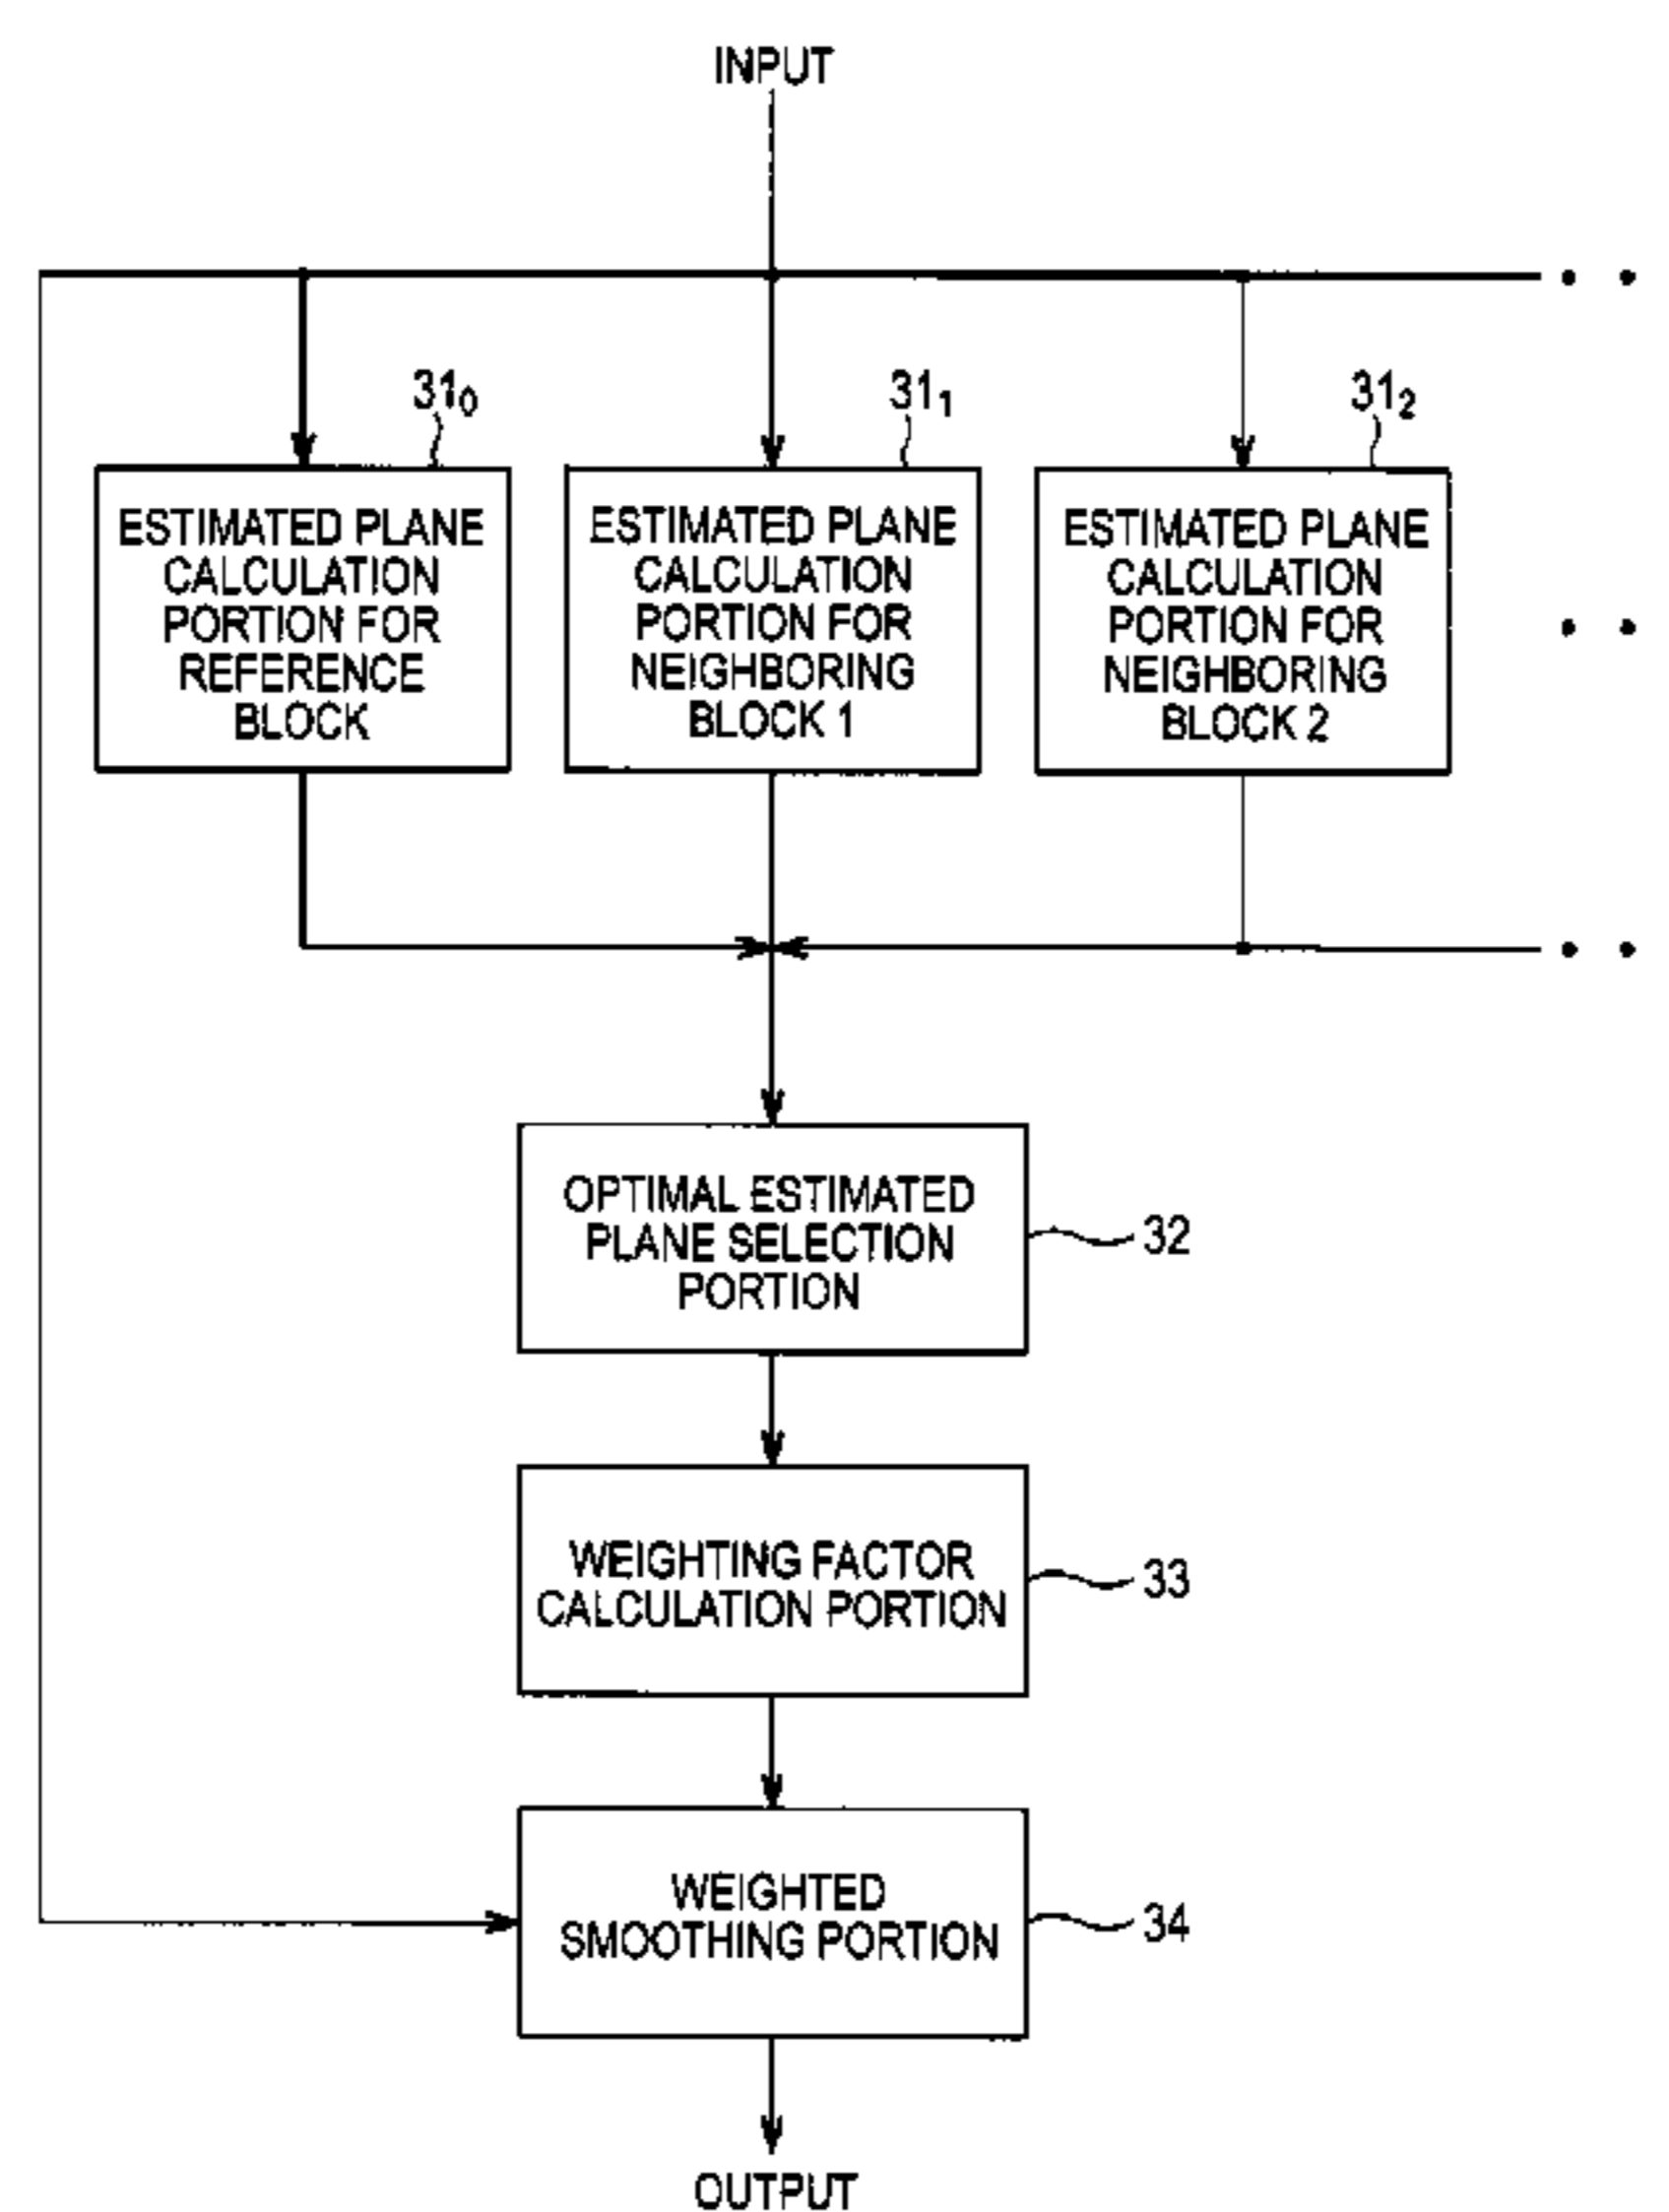 INPUT
31₀
31₁
31₂
ESTIMATED PLANE
CALCULATION
PORTION FOR
REFERENCE
BLOCK
ESTIMATED PLANE
CALCULATION
PORTION FOR
NEIGHBORING
BLOCK 1
ESTIMATED PLANE
CALCULATION
PORTION FOR
NEIGHBORING
BLOCK 2
OPTIMAL ESTIMATED
PLANE SELECTION
PORTION
32
WEIGHTING FACTOR
CALCULATION PORTION
33
WEIGHTED
SMOOTHING PORTION
34
OUTPUT